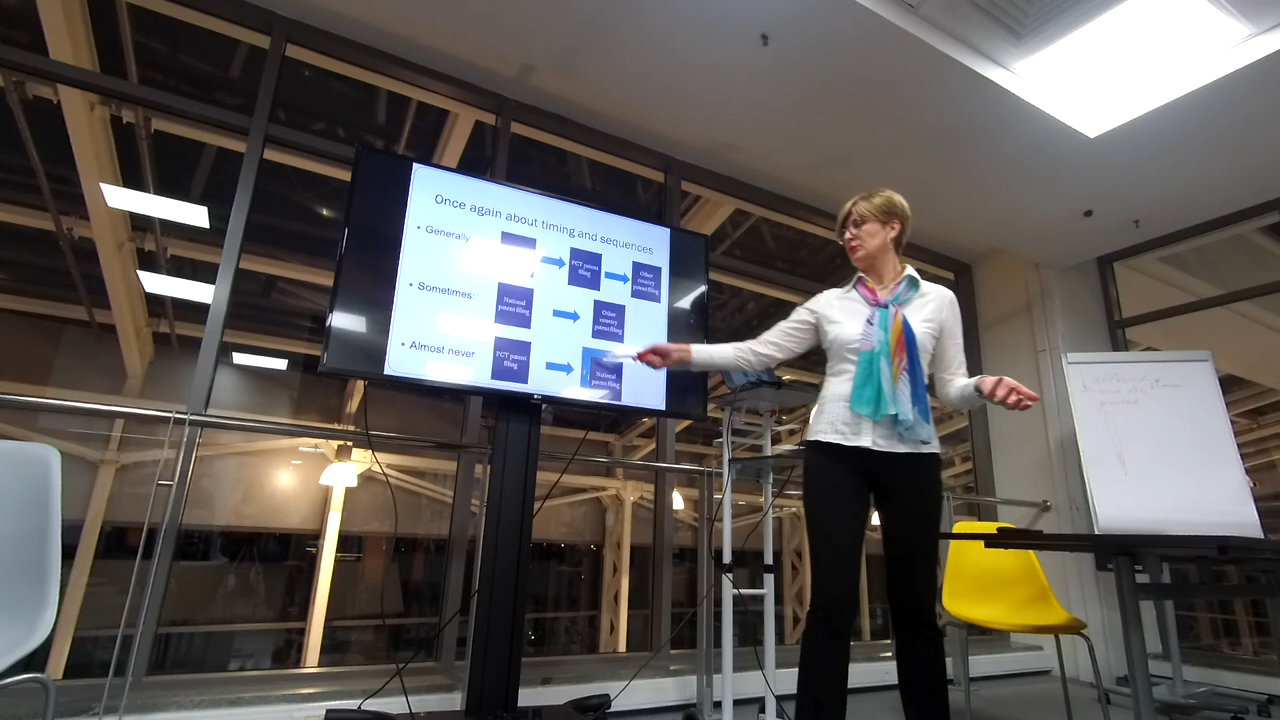 Once again about timing and sequences
• Generally
PCT patent
filing
Other
country
patent filing
• Sometimes
National
patent filing
Other
country
patent filing
• Almost never
PCT patent
filing
National
patent filing
LG